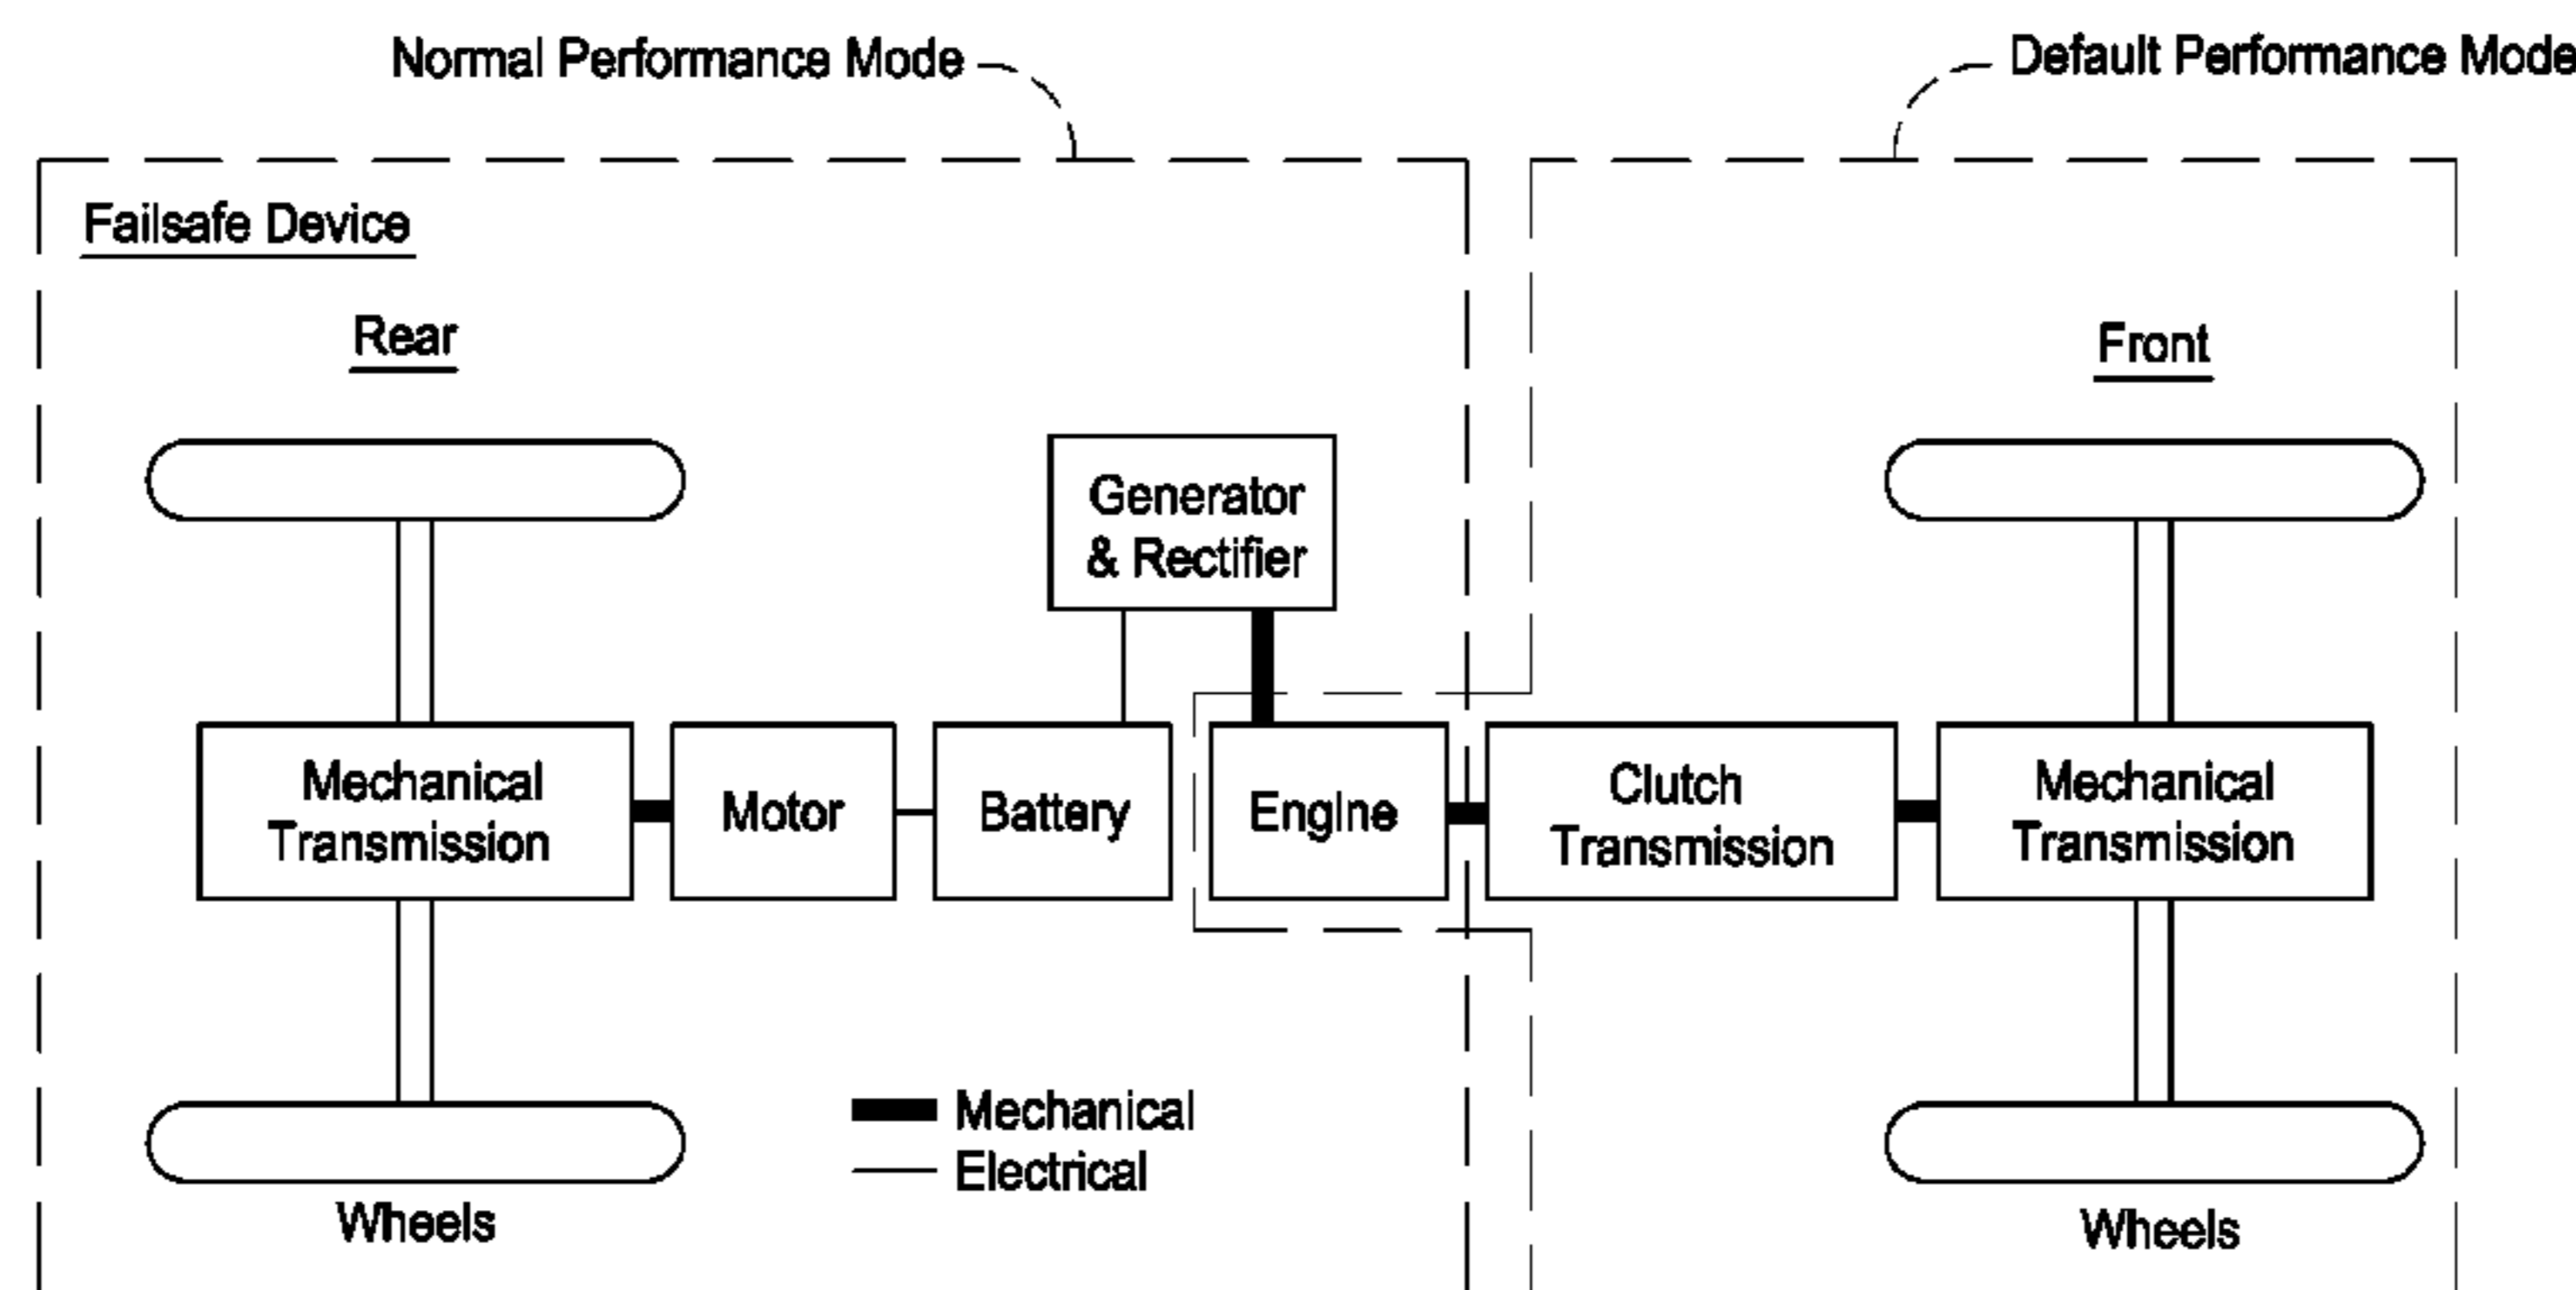 Normal Performance Mode
Default Performance Mode
Failsafe Device
Rear
Front
Generator
& Rectifier
Mechanical
Transmission
Motor
Battery
Engine
Clutch
Transmission
Mechanical
Transmission
Mechanical
Electrical
Wheels
Wheels